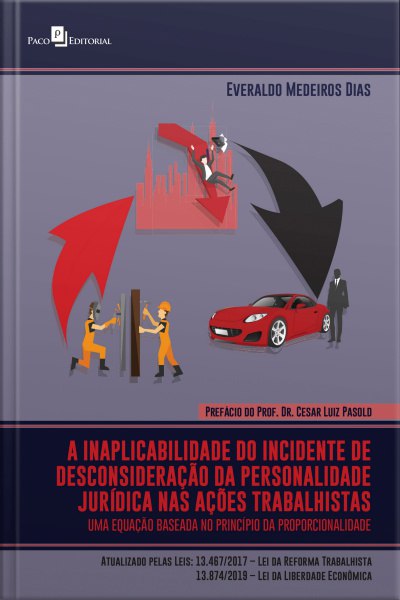 PACO EDITORIAL
EVERALDO MEDEIROS DIAS
PREFÁCIO DO PROF. DR. CESAR LUIZ PASOLD
A INAPLICABILIDADE DO INCIDENTE DE
DESCONSIDERAÇÃO DA PERSONALIDADE
JURÍDICA NAS AÇÕES TRABALHISTAS
UMA EQUAÇÃO BASEADA NO PRINCÍPIO DA PROPORCIONALIDADE
ATUALIZADO PELAS LEIS: 13.467/2017 – LEI DA REFORMA TRABALHISTA
13.874/2019 – LEI DA LIBERDADE ECONÔMICA